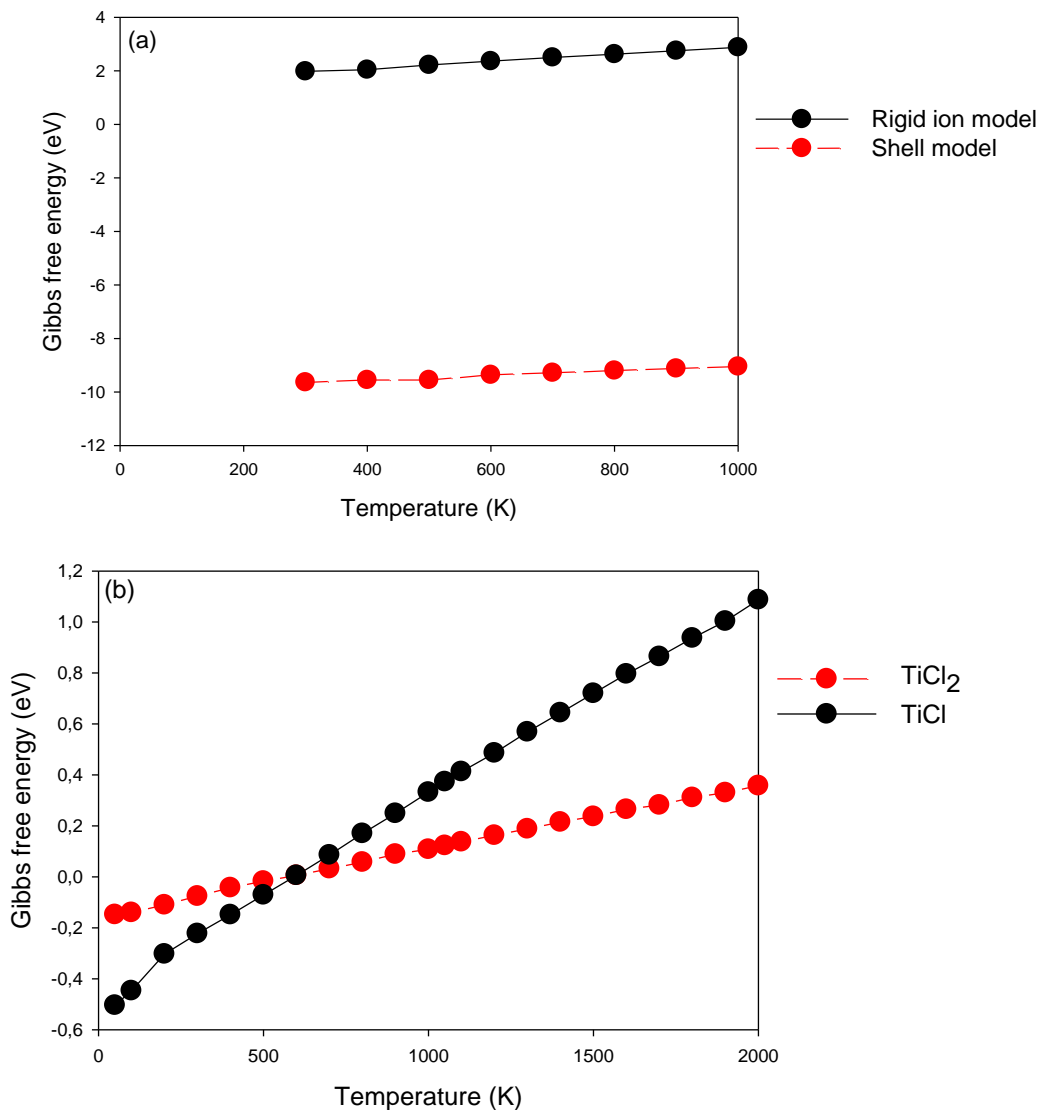 (a)
Gibbs free energy (eV)
4
2
0
-2
-4
-6
-8
-10
-12
0 200 400 600 800 1000
Temperature (K)
Rigid ion model
Shell model
(b)
Gibbs free energy (eV)
1,2
1,0
0,8
0,6
0,4
0,2
0,0
-0,2
-0,4
-0,6
0 500 1000 1500 2000
Temperature (K)
TiCl2
TiCl